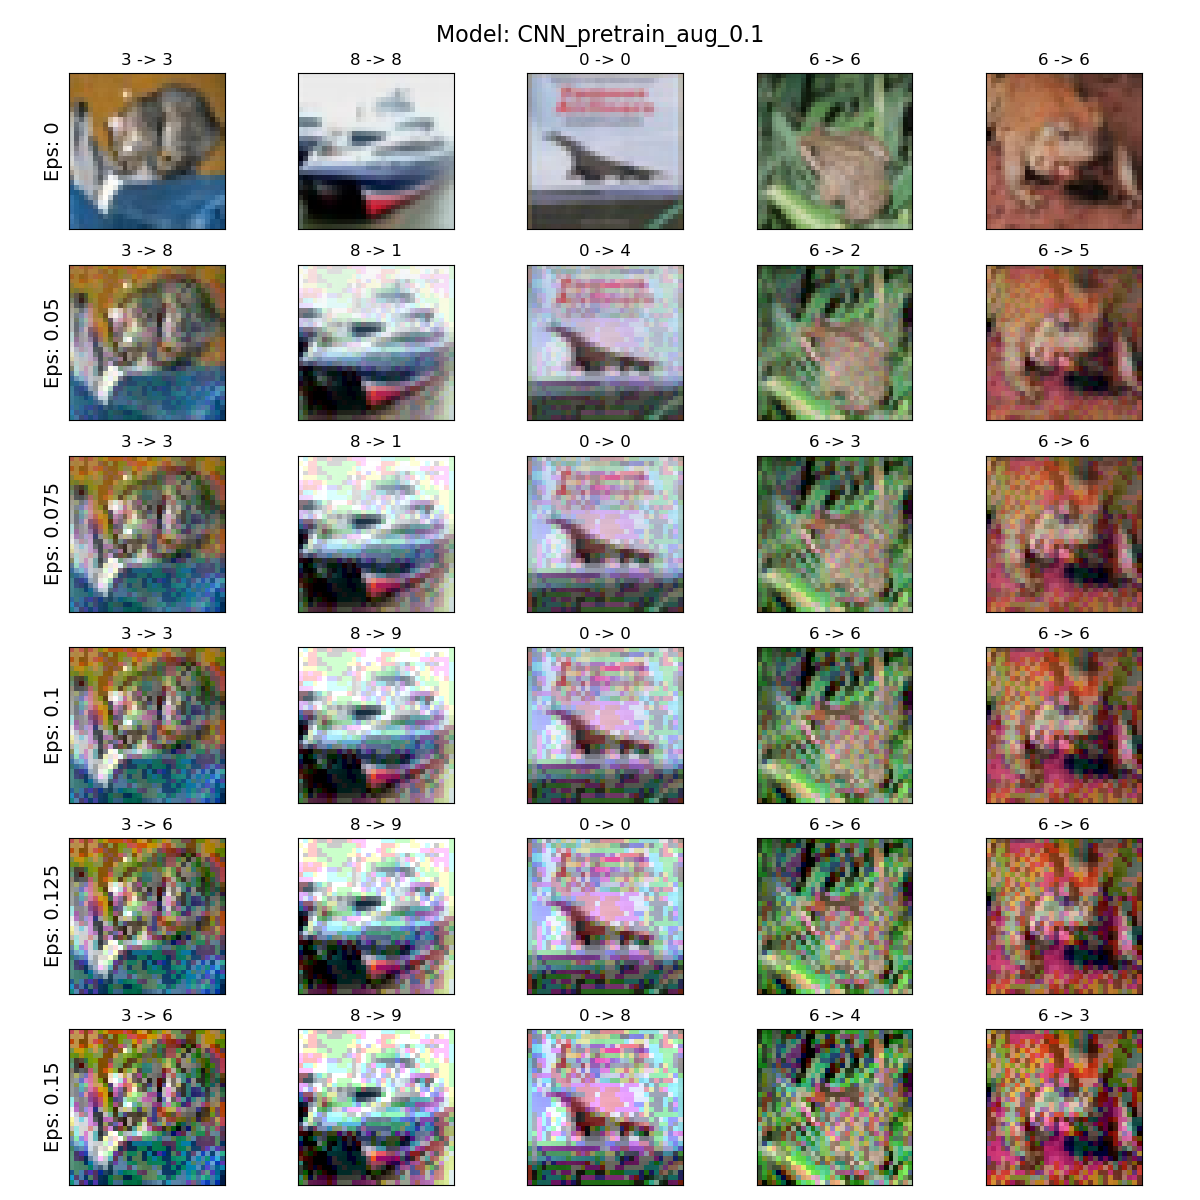 Model: CNN_pretrain_aug_0.1
3 -> 3 8 -> 8 0 -> 0 6 -> 6 6 -> 6
Eps: 0
3 -> 8 8 -> 1 0 -> 4 6 -> 2 6 -> 5
Eps: 0.05
3 -> 3 8 -> 1 0 -> 0 6 -> 3 6 -> 6
Eps: 0.075
3 -> 3 8 -> 9 0 -> 0 6 -> 6 6 -> 6
Eps: 0.1
3 -> 6 8 -> 9 0 -> 0 6 -> 6 6 -> 6
Eps: 0.125
3 -> 6 8 -> 9 0 -> 8 6 -> 4 6 -> 3
Eps: 0.15